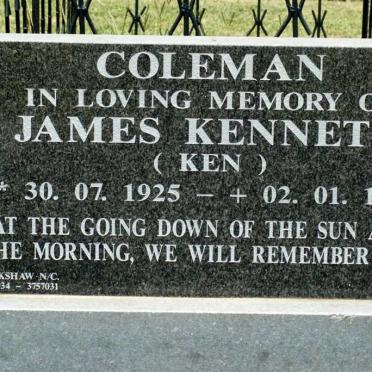 COLEMAN
IN LOVING MEMORY O
JAMES KENNET
( KEN )
* 30. 07. 1925 – + 02. 01. 1
AT THE GOING DOWN OF THE SUN A
HE MORNING, WE WILL REMEMBER
KSHAW N/C.
34 - 3757031